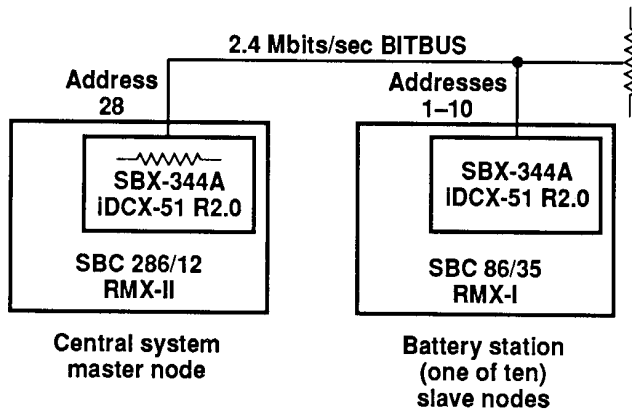 2.4 Mbits/sec BITBUS
Address
28
Addresses
1–10
SBX-344A
iDCX-51 R2.0
SBX-344A
iDCX-51 R2.0
SBC 286/12
RMX-II
SBC 86/35
RMX-I
Central system
master node
Battery station
(one of ten)
slave nodes